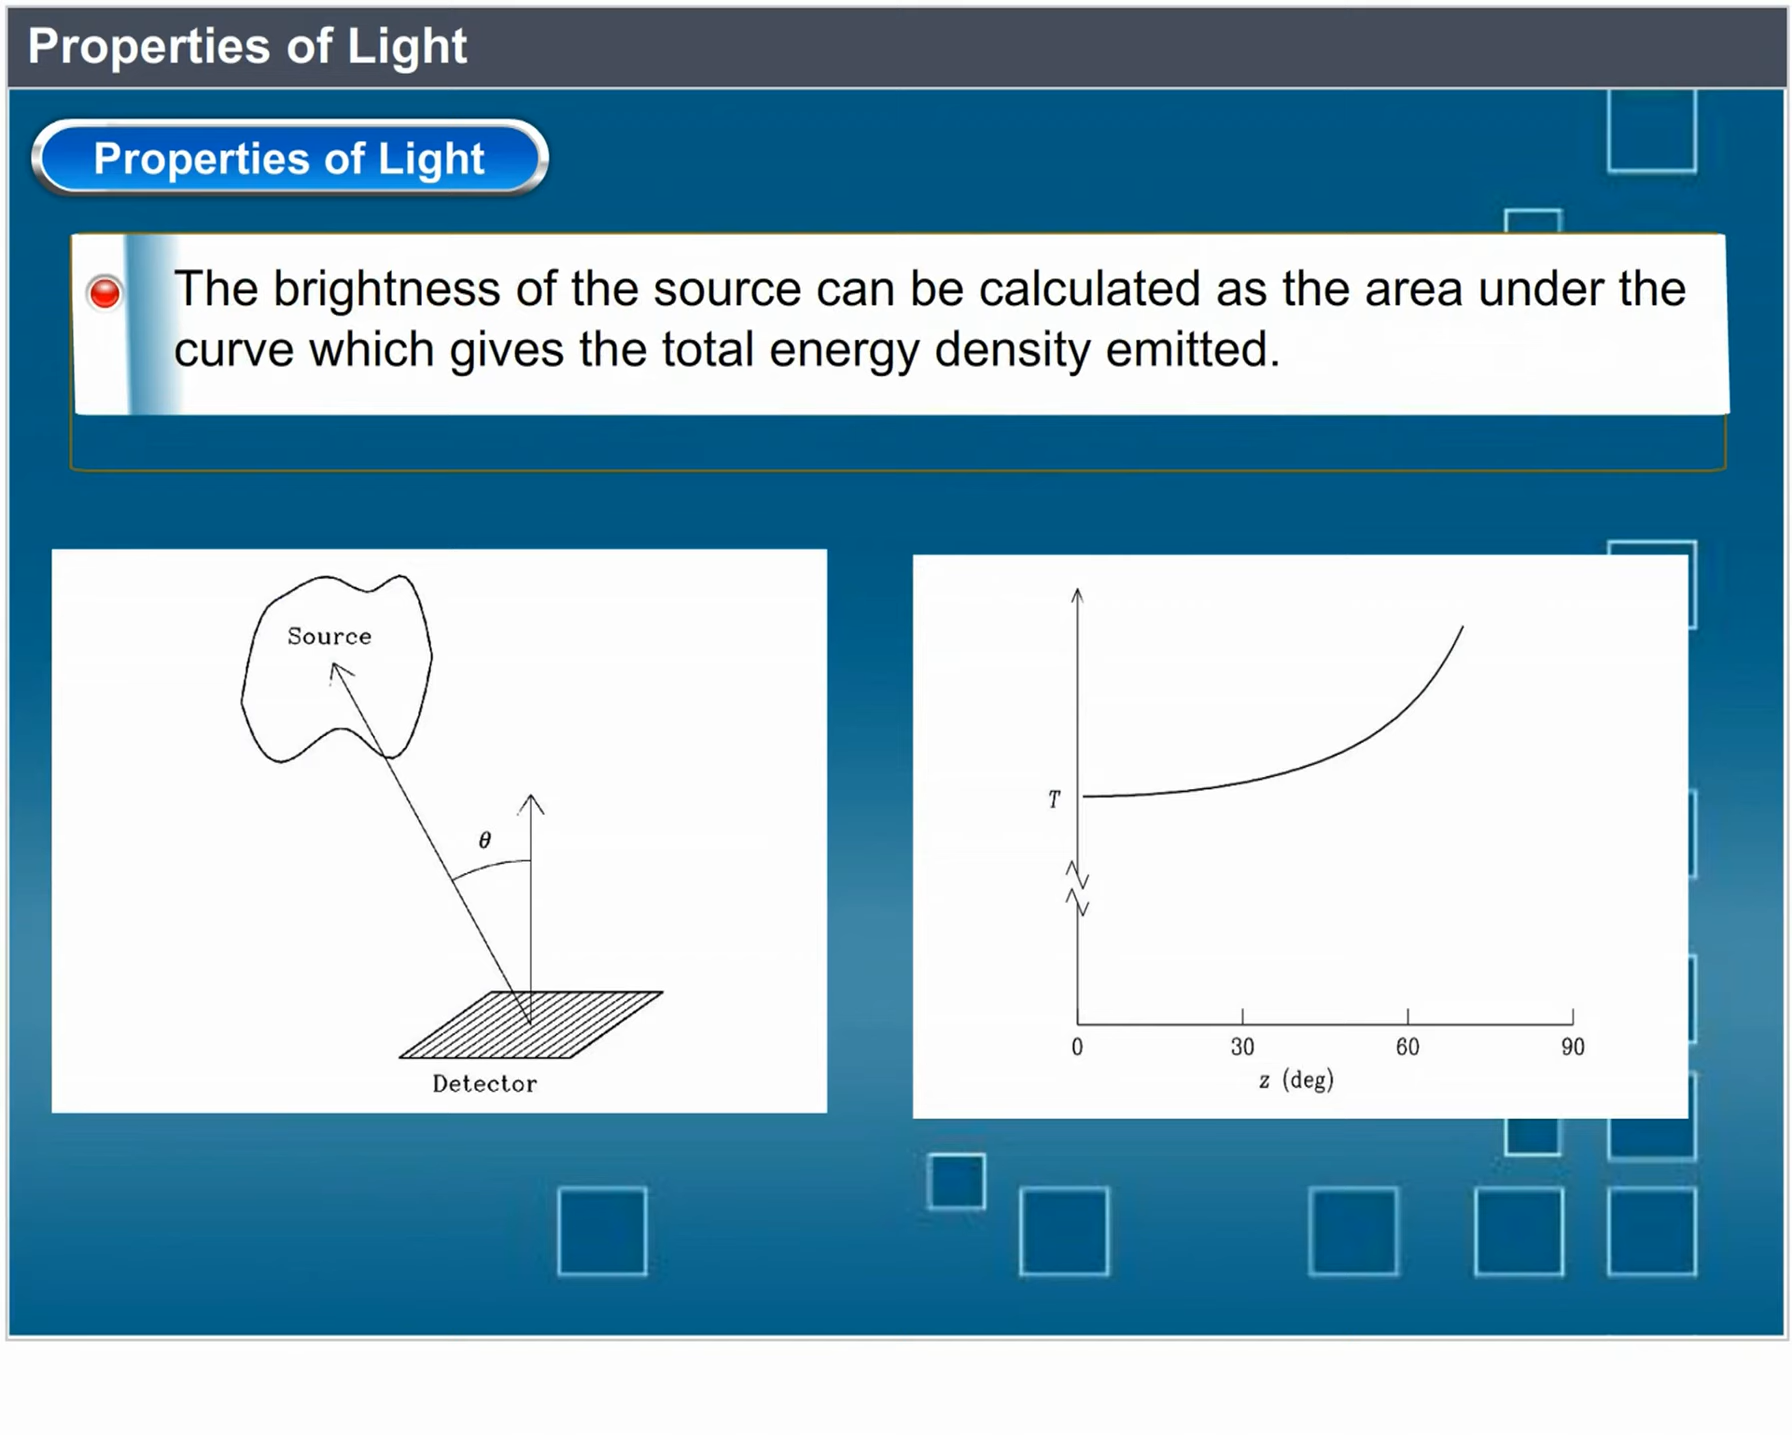 Properties of Light
Properties of Light
The brightness of the source can be calculated as the area under the
curve which gives the total energy density emitted.
Source
θ
Detector
T
0 30 60 90
z (deg)